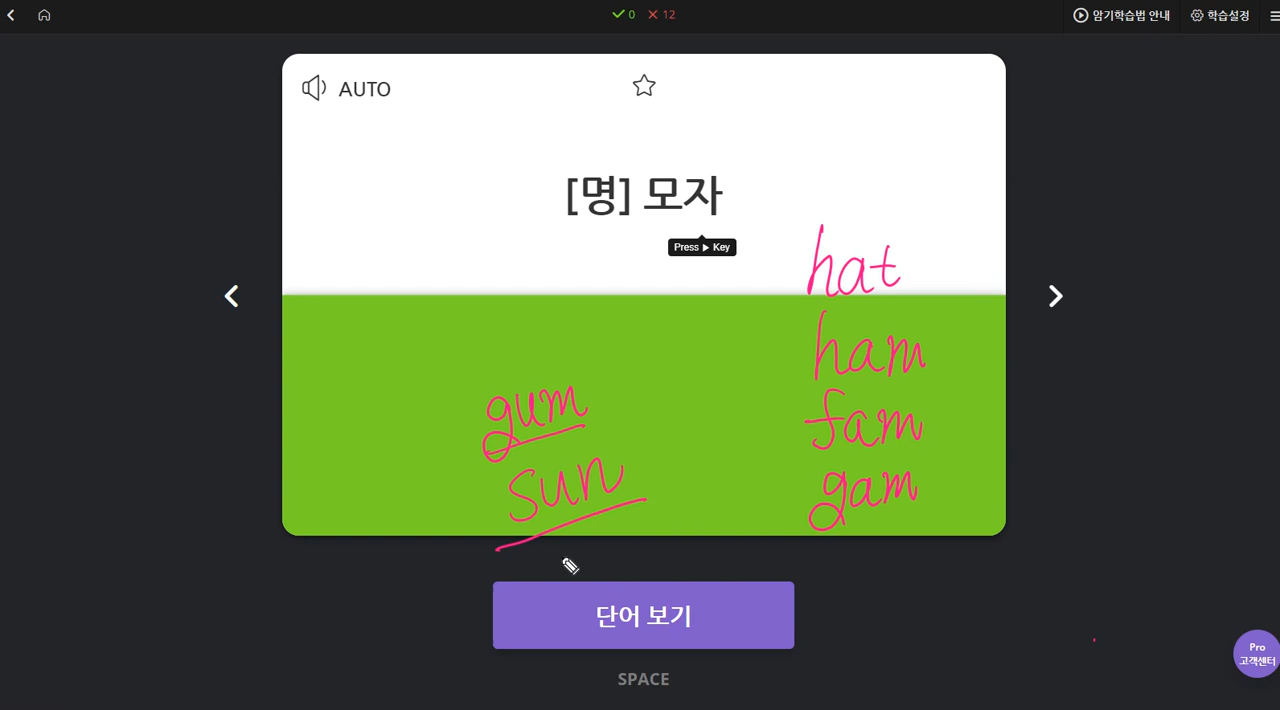 0 12
암기학습법 안내 학습설정
AUTO
[명] 모자
Press ▶ Key
hat
ham
fam
gam
gum
sun
단어 보기
SPACE
Pro
고객센터